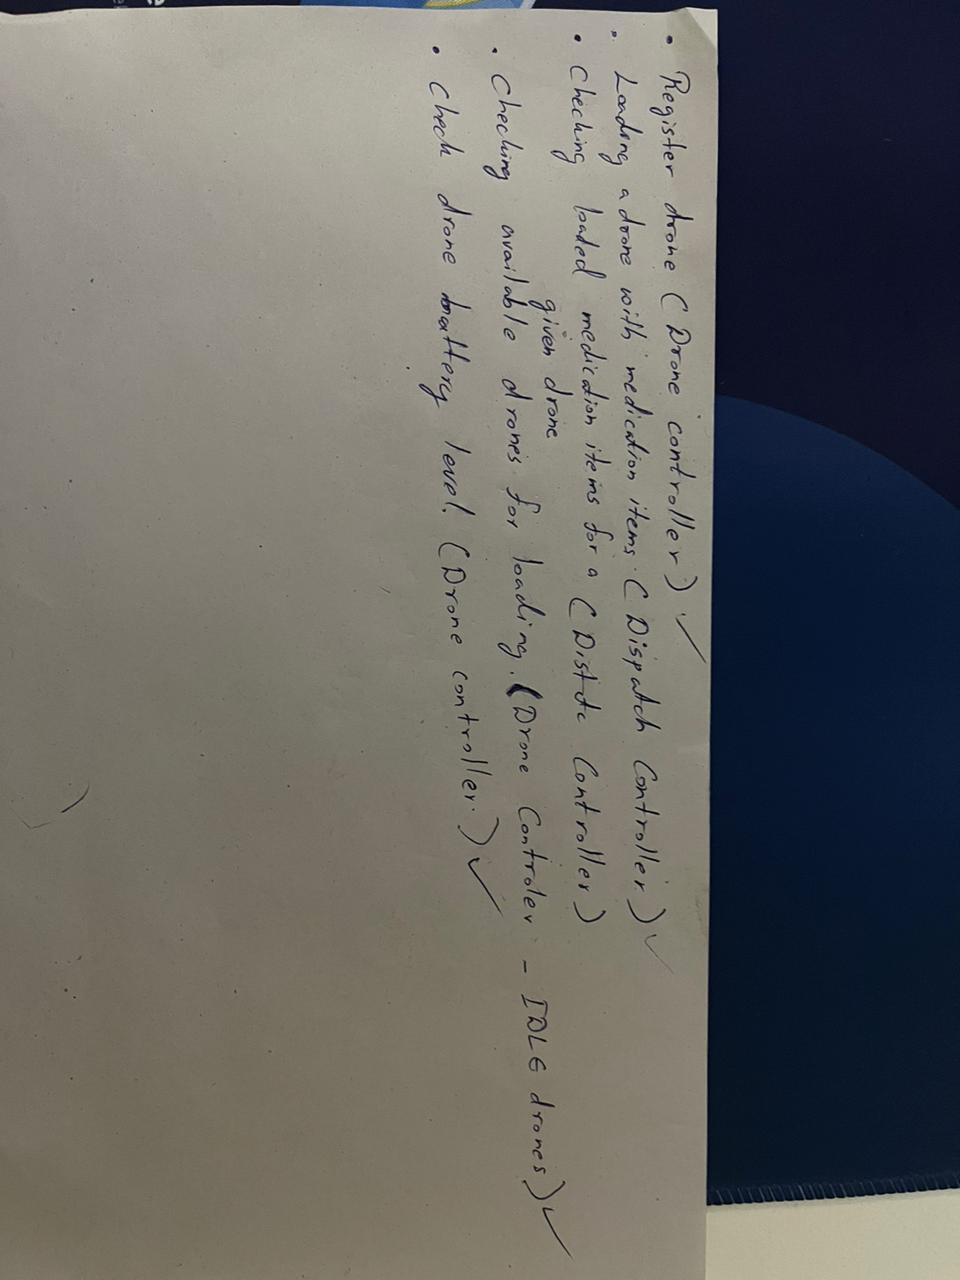 • Register drone (Drone controller) ✓
• Loading a drone with medication items. (Dispatch Controller) ✓
• Checking loaded medication items for a (Controller)
given drone
• Checking available drones for loading. (Drone Controler - IDLE drones) ✓
• Check drone battery level. (Drone controller.) ✓